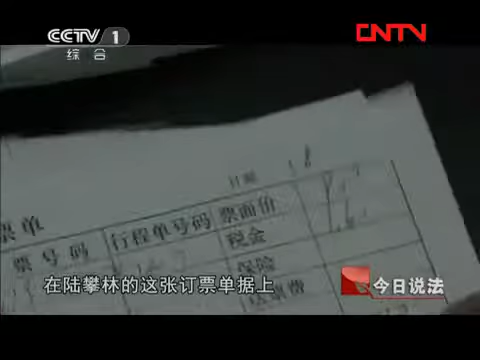 CCTV 1
综合
CNTV
日期
票单
票号码
行程单号码
票面价
税金
保险
在陆攀林的这张订票单据上
今日说法